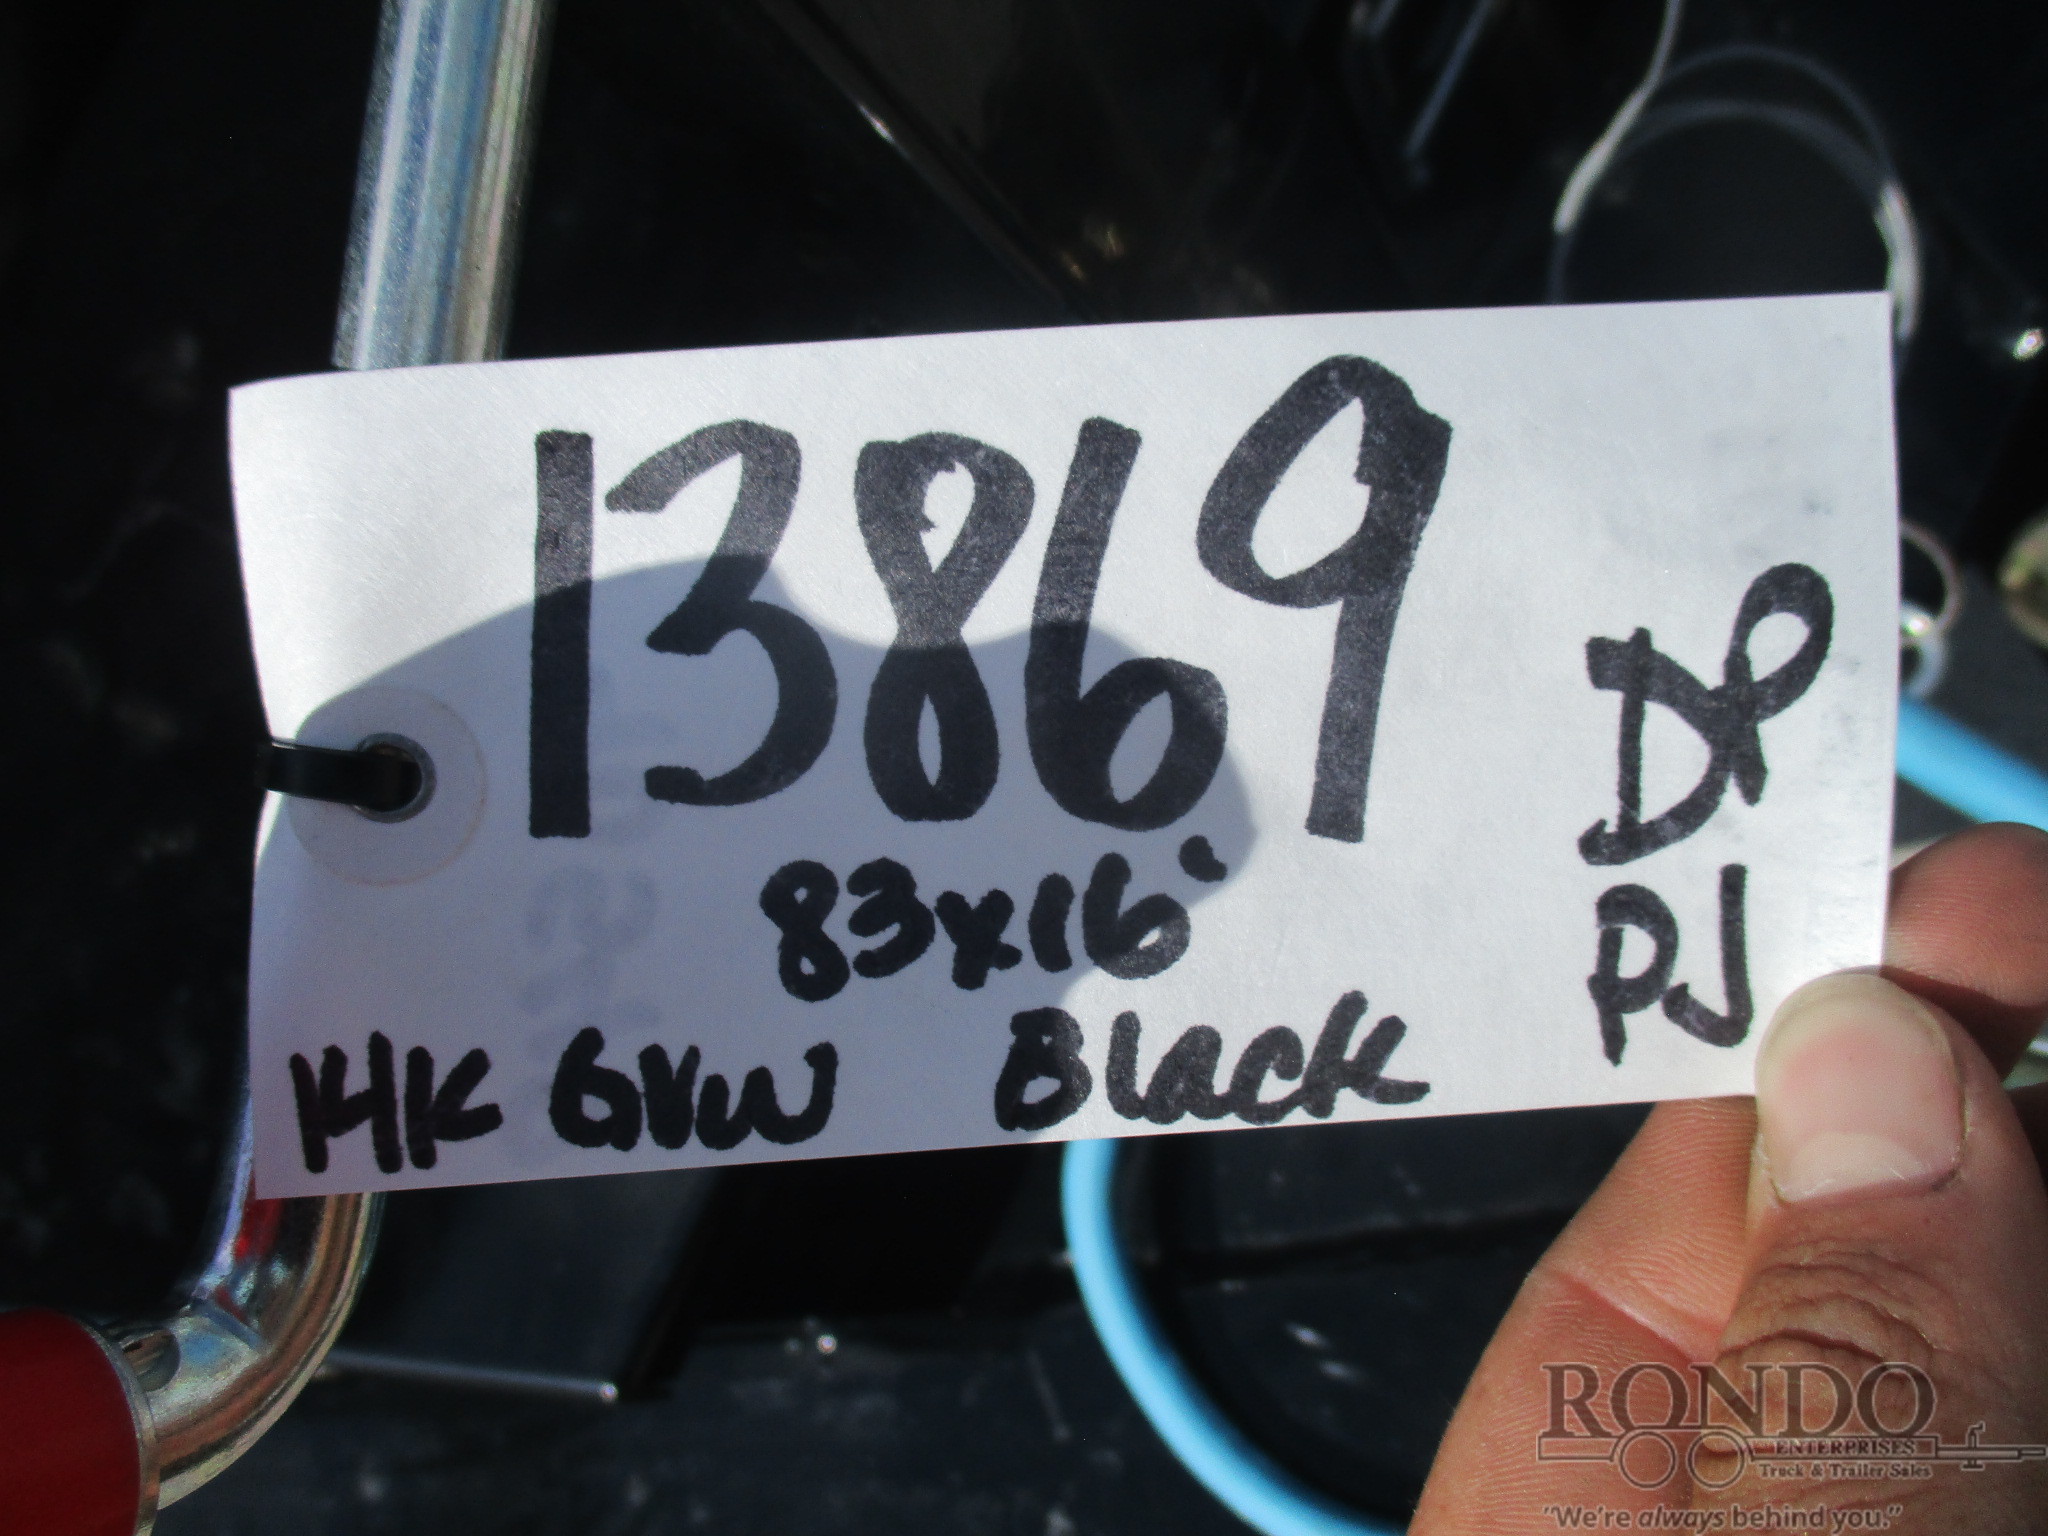 13869
DP
83x16'
PJ
14K GVW Black
RONDO
ENTERPRISES
Truck & Trailer Sales
"We're always behind you."